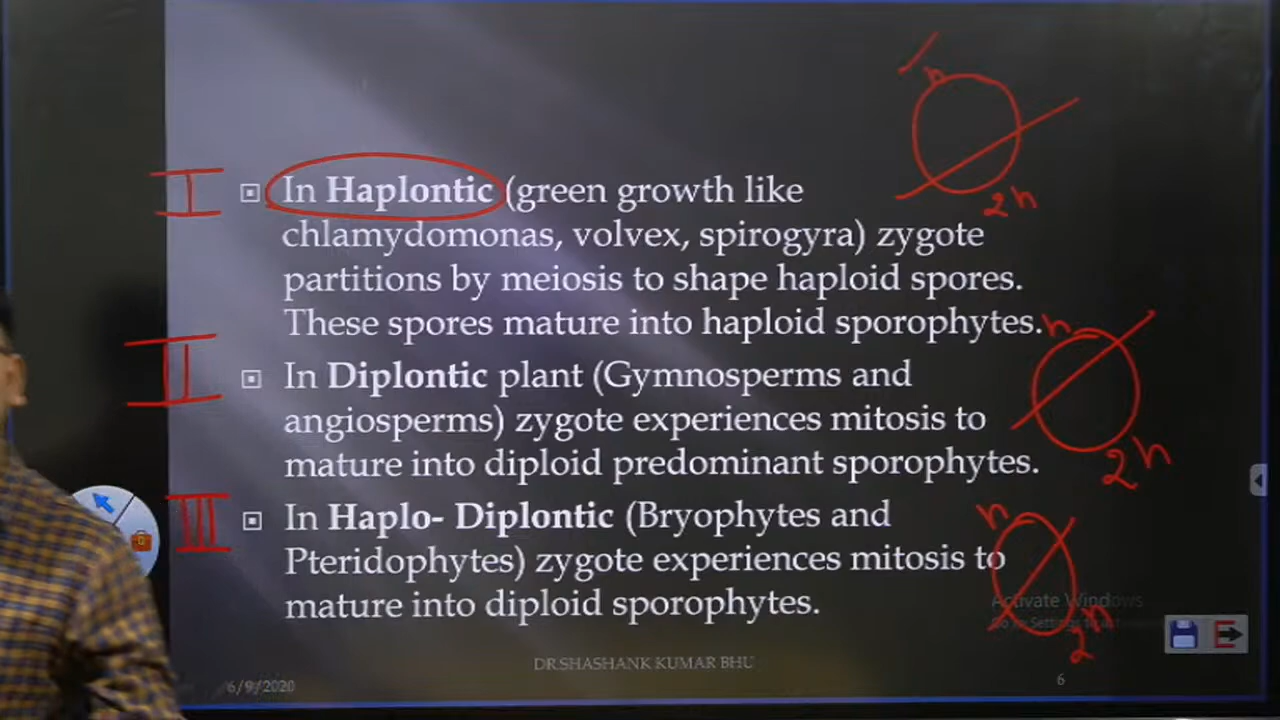 n
2n
I
In Haplontic (green growth like
chlamydomonas, volvex, spirogyra) zygote
partitions by meiosis to shape haploid spores.
These spores mature into haploid sporophytes.
n
II
In Diplontic plant (Gymnosperms and
angiosperms) zygote experiences mitosis to
mature into diploid predominant sporophytes.
2n
III
In Haplo- Diplontic (Bryophytes and
n
Pteridophytes) zygote experiences mitosis to
mature into diploid sporophytes.
Activate Windows
2n
DR.SHASHANK KUMAR BHU
6/9/2020
6